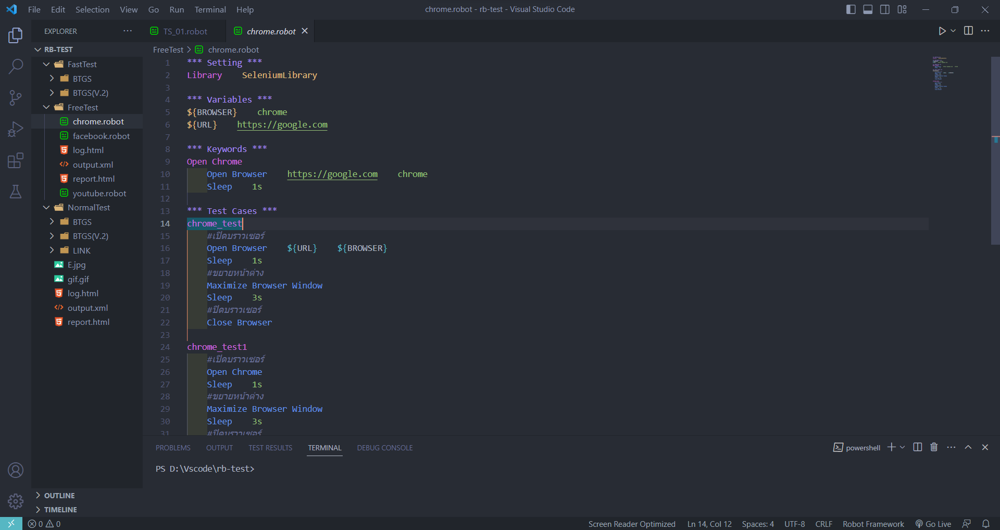 File Edit Selection View Go Run Terminal Help
chrome.robot - rb-test - Visual Studio Code
EXPLORER
RB-TEST
FastTest
BTGS
BTGS(V.2)
FreeTest
chrome.robot
facebook.robot
log.html
output.xml
report.html
youtube.robot
NormalTest
BTGS
BTGS(V.2)
LINK
E.jpg
gif.gif
log.html
output.xml
report.html
OUTLINE
TIMELINE
TS_01.robot chrome.robot
FreeTest > chrome.robot
1 *** Setting ***
2 Library    SeleniumLibrary
3
4 *** Variables ***
5 ${BROWSER}    chrome
6 ${URL}    https://google.com
7
8 *** Keywords ***
9 Open Chrome
10     Open Browser    https://google.com    chrome
11     Sleep    1s
12
13 *** Test Cases ***
14 chrome_test
15     #เปิดบราวเซอร์
16     Open Browser    ${URL}    ${BROWSER}
17     Sleep    1s
18     #ขยายหน้าต่าง
19     Maximize Browser Window
20     Sleep    3s
21     #ปิดบราวเซอร์
22     Close Browser
23
24 chrome_test1
25     #เปิดบราวเซอร์
26     Open Chrome
27     Sleep    1s
28     #ขยายหน้าต่าง
29     Maximize Browser Window
30     Sleep    3s
31     #ปิดบราวเซอร์
PROBLEMS OUTPUT TEST RESULTS TERMINAL DEBUG CONSOLE
powershell
PS D:\Vscode\rb-test>
0 0
Screen Reader Optimized Ln 14, Col 12 Spaces: 4 UTF-8 CRLF Robot Framework Go Live